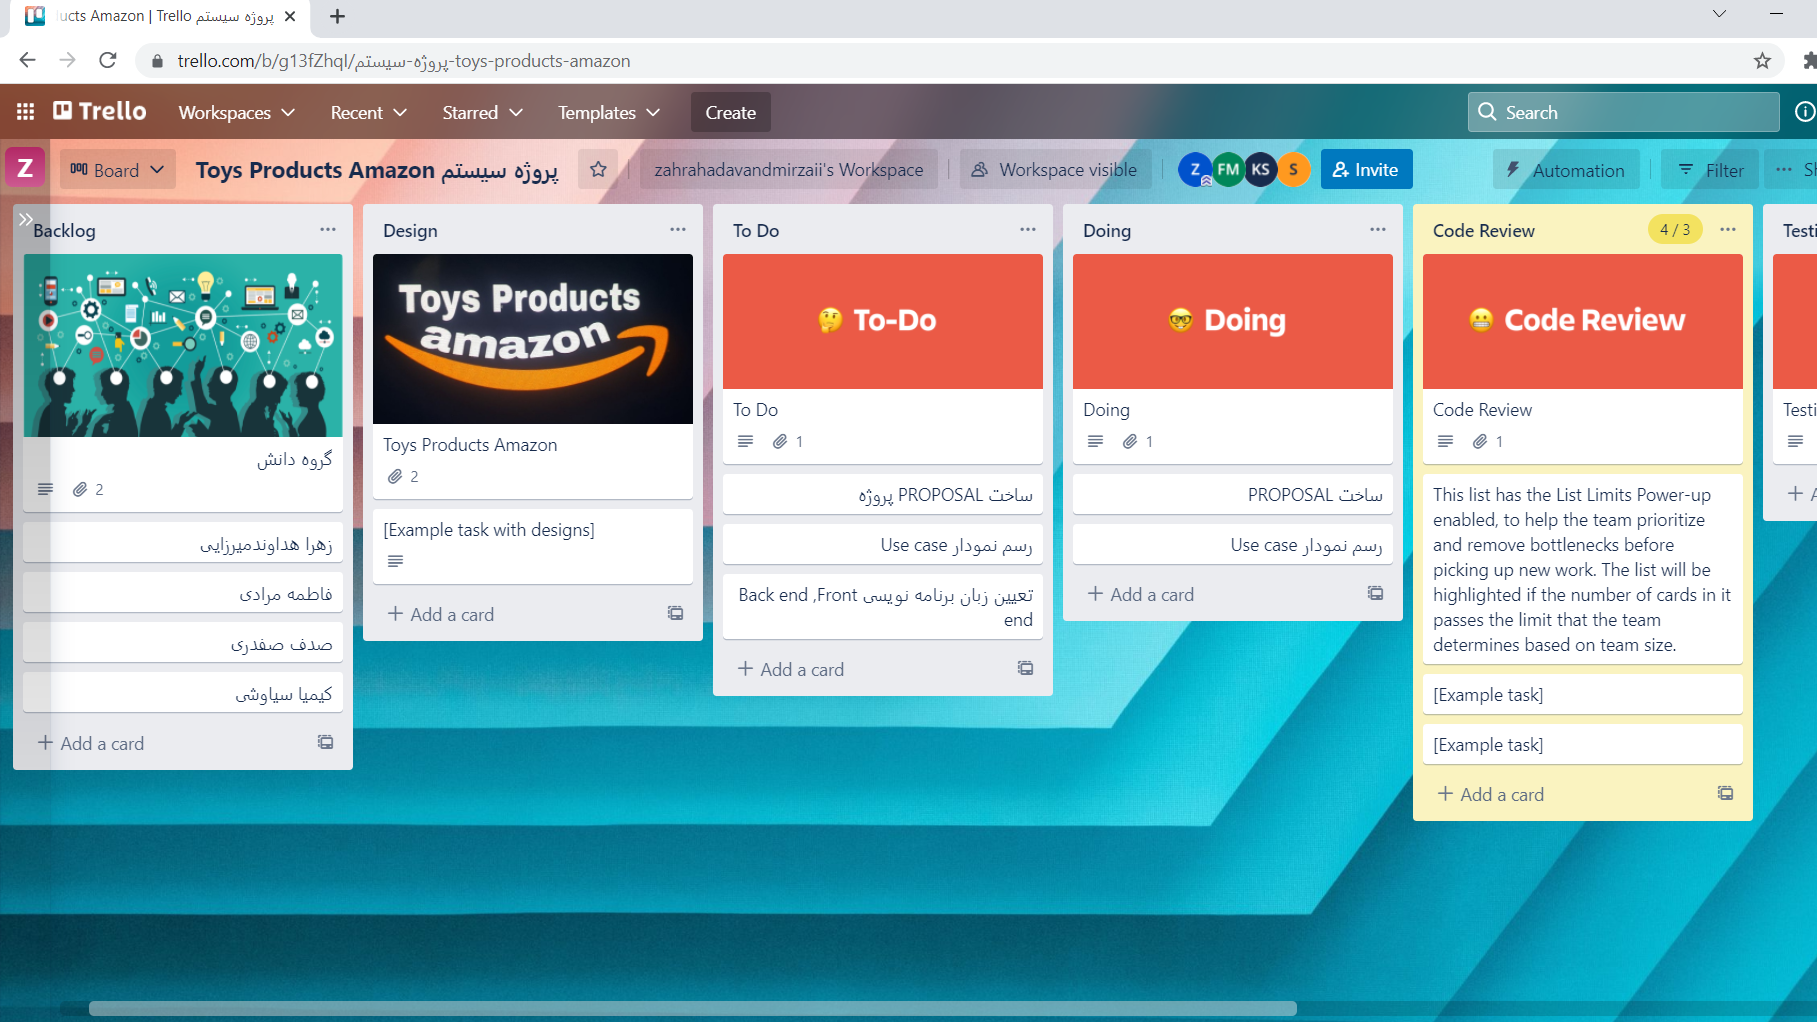 پروژه سیستم Toys Products Amazon | Trello
trello.com/b/g13fZhqI/پروژه-سیستم-toys-products-amazon
Trello
Workspaces
Recent
Starred
Templates
Create
Search
Z
Board
پروژه سیستم Toys Products Amazon
zahrahadavandmirzaii's Workspace
Workspace visible
Z
FM
KS
S
Invite
Automation
Filter
Backlog
گروه دانش
2
زهرا هداوندمیرزایی
فاطمه مرادی
صدف صفدری
کیمیا سیاوشی
Add a card
Design
Toys Products
amazon
Toys Products Amazon
2
[Example task with designs]
Add a card
To Do
To-Do
To Do
1
ساخت PROPOSAL پروژه
رسم نمودار Use case
تعیین زبان برنامه نویسی Back end ,Front
end
Add a card
Doing
Doing
Doing
1
ساخت PROPOSAL
رسم نمودار Use case
Add a card
Code Review
4 / 3
Code Review
Code Review
1
This list has the List Limits Power-up
enabled, to help the team prioritize
and remove bottlenecks before
picking up new work. The list will be
highlighted if the number of cards in it
passes the limit that the team
determines based on team size.
[Example task]
[Example task]
Add a card
Testi
Testi